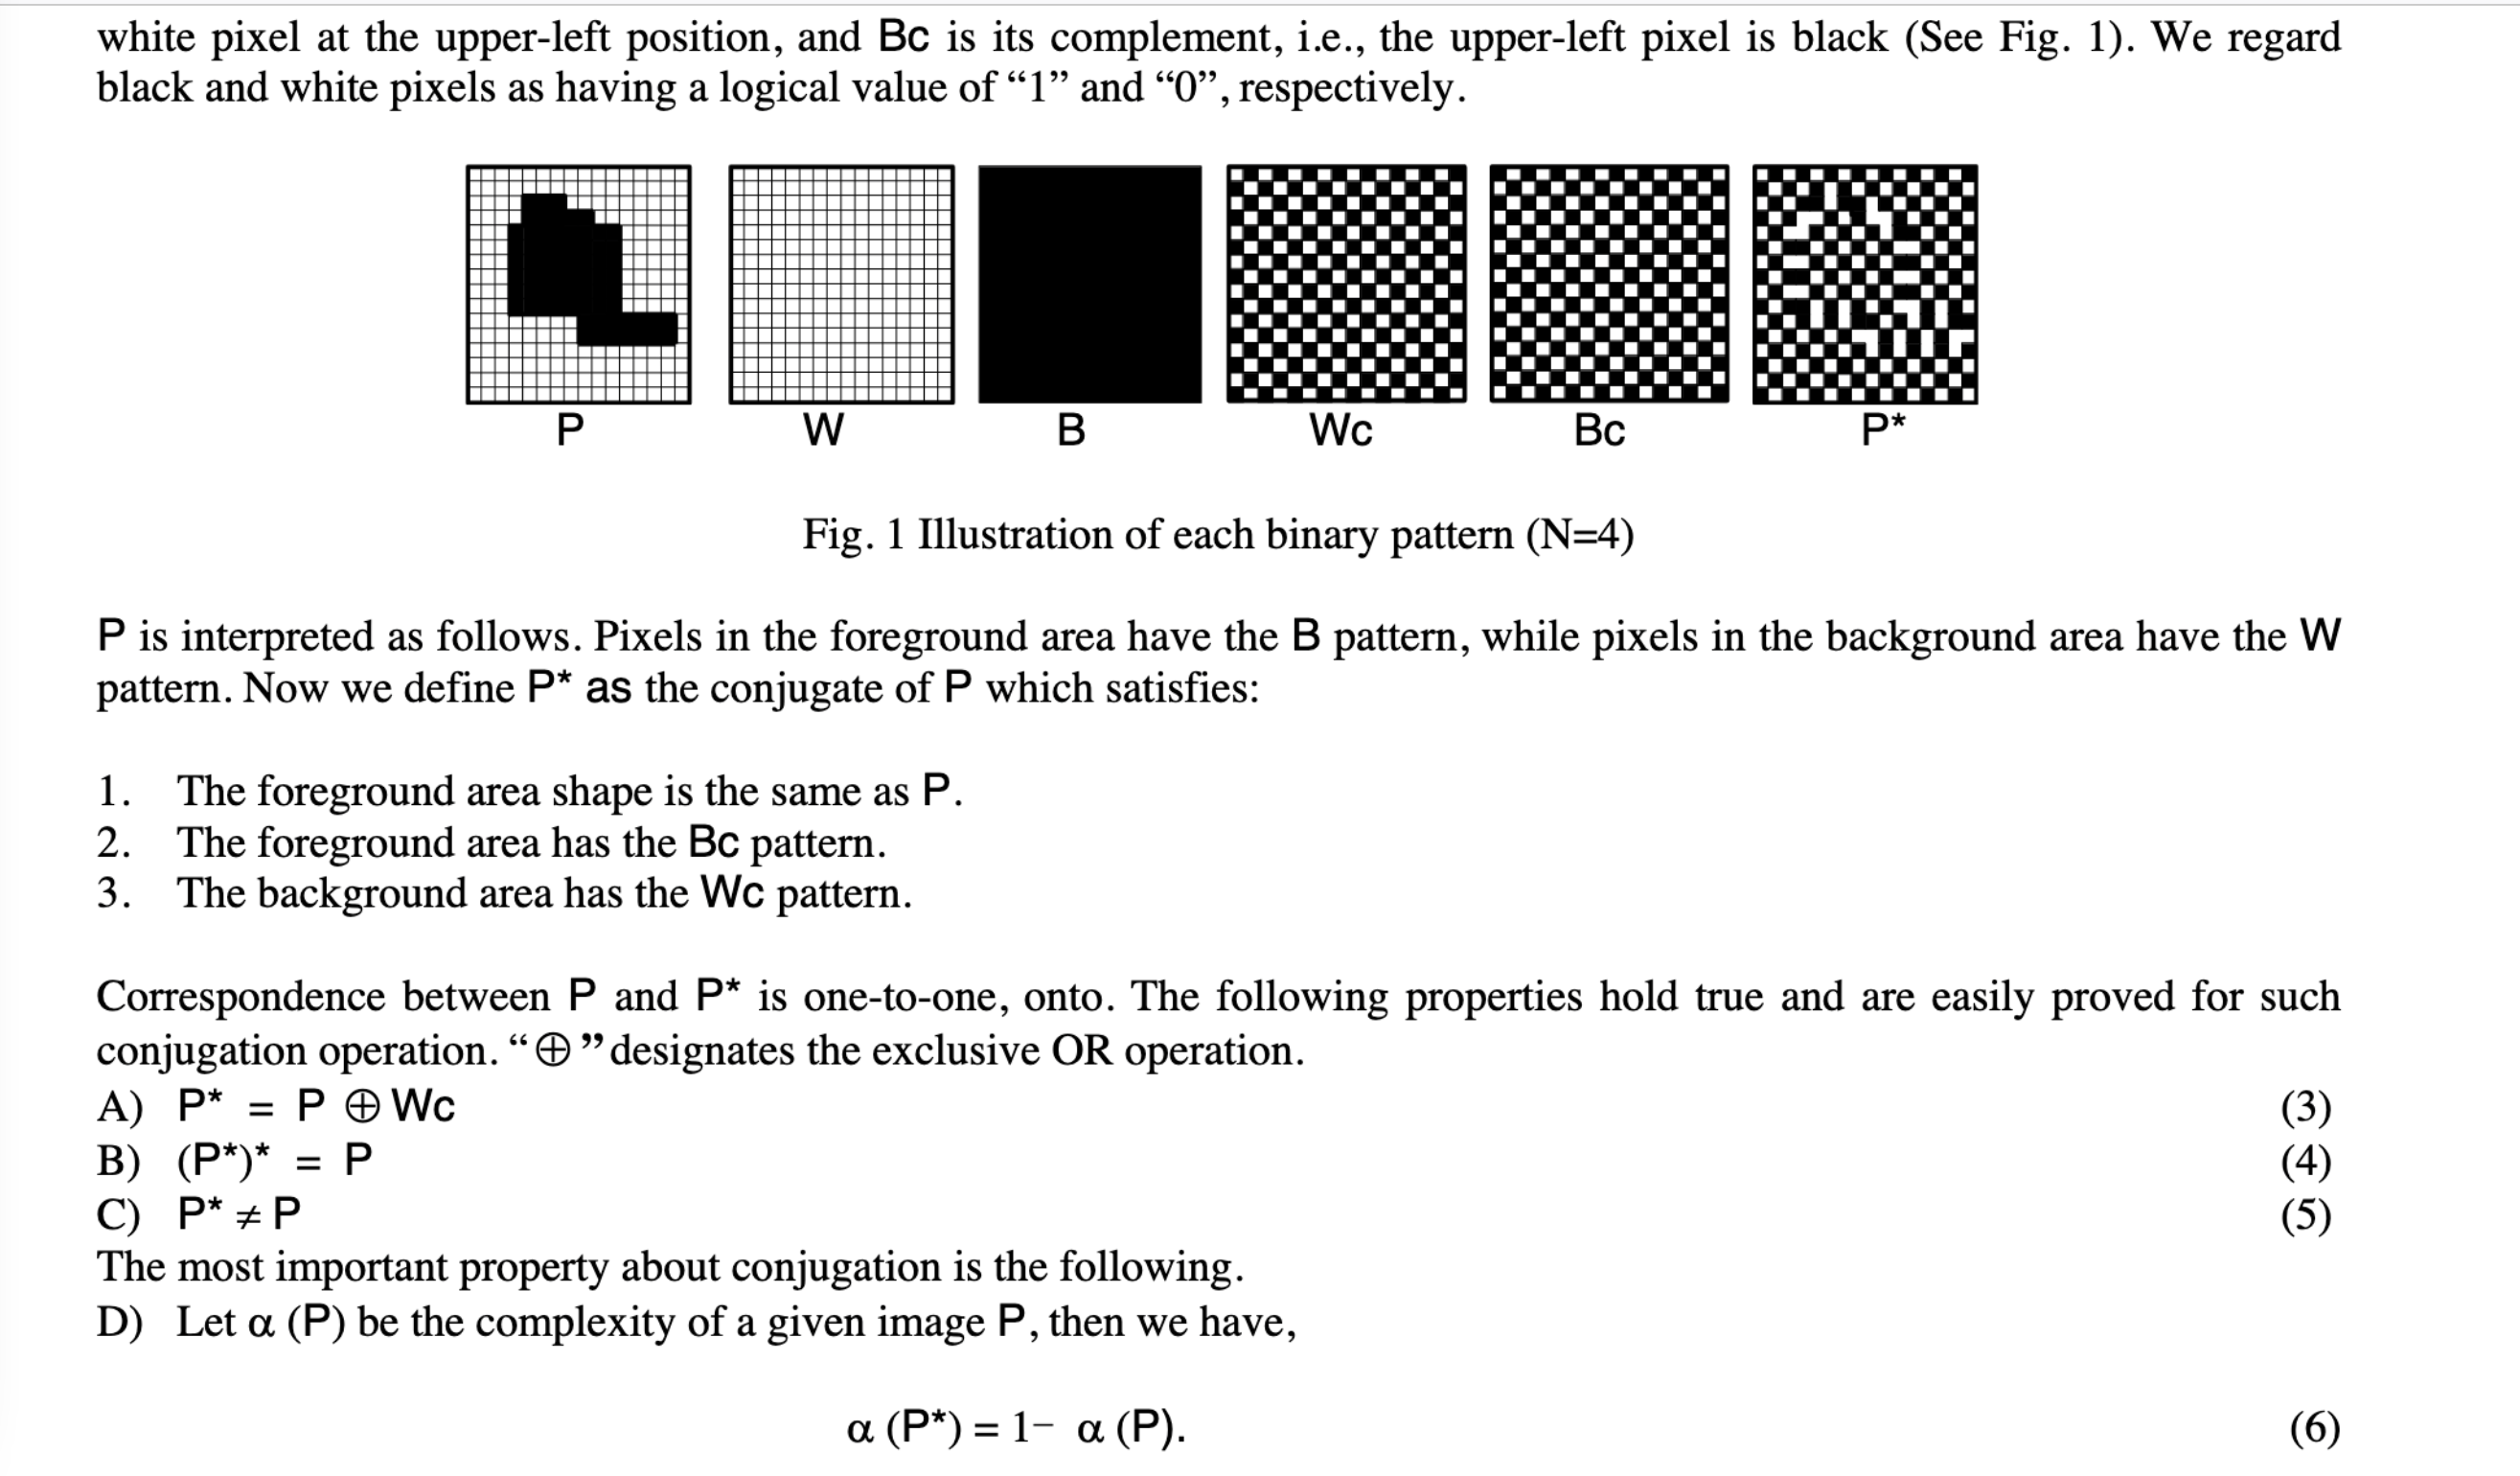 white pixel at the upper-left position, and Bc is its complement, i.e., the upper-left pixel is black (See Fig. 1). We regard
black and white pixels as having a logical value of “1” and “0”, respectively.
P W B Wc Bc P*
Fig. 1 Illustration of each binary pattern (N=4)
P is interpreted as follows. Pixels in the foreground area have the B pattern, while pixels in the background area have the W
pattern. Now we define P* as the conjugate of P which satisfies:
1. The foreground area shape is the same as P.
2. The foreground area has the Bc pattern.
3. The background area has the Wc pattern.
Correspondence between P and P* is one-to-one, onto. The following properties hold true and are easily proved for such
conjugation operation. “⊕” designates the exclusive OR operation.
A) P* = P ⊕ Wc (3)
B) (P*)* = P (4)
C) P* ≠ P (5)
The most important property about conjugation is the following.
D) Let α (P) be the complexity of a given image P, then we have,
α (P*) = 1− α (P). (6)